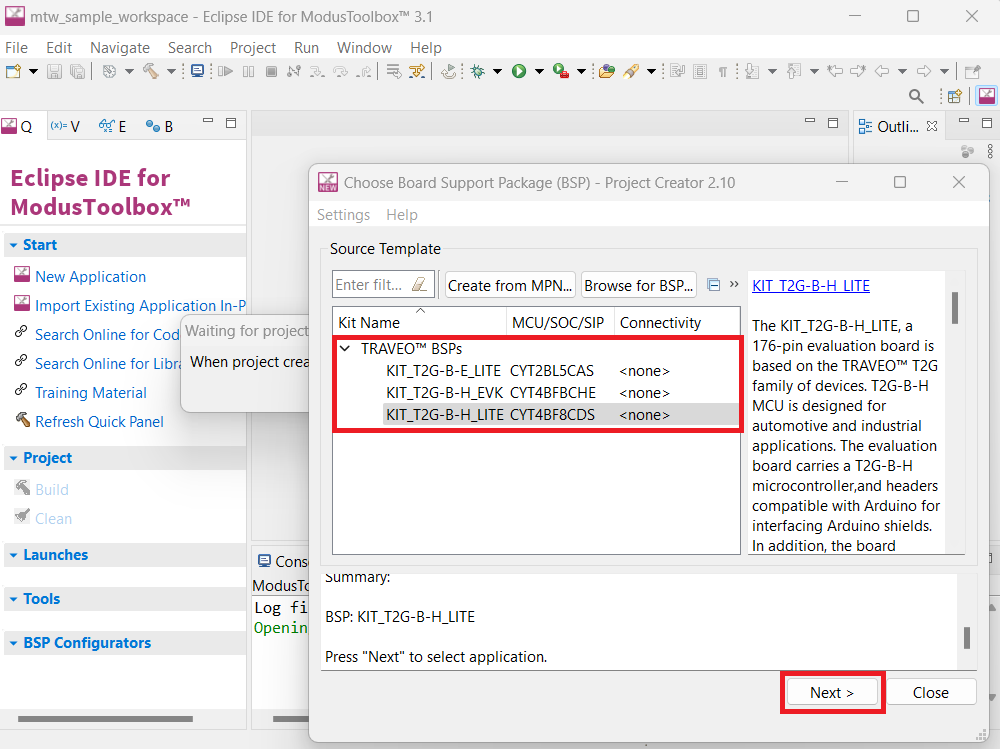 mtw_sample_workspace - Eclipse IDE for ModusToolbox™ 3.1
File Edit Navigate Search Project Run Window Help
Q (x)= V E B
Outli...
Eclipse IDE for
ModusToolbox™
Start
New Application
Import Existing Application In-P
Search Online for Cod
Search Online for Libra
Training Material
Refresh Quick Panel
Project
Build
Clean
Launches
Tools
BSP Configurators
Waiting for project
When project crea
Cons
ModusTo
Log fi
Openin
NEW
Choose Board Support Package (BSP) - Project Creator 2.10
Settings Help
Source Template
Enter filt... Create from MPN... Browse for BSP... »
Kit Name MCU/SOC/SIP Connectivity
TRAVEO™ BSPs
KIT_T2G-B-E_LITE CYT2BL5CAS <none>
KIT_T2G-B-H_EVK CYT4BFBCHE <none>
KIT_T2G-B-H_LITE CYT4BF8CDS <none>
KIT_T2G-B-H_LITE
The KIT_T2G-B-H_LITE, a
176-pin evaluation board is
based on the TRAVEO™ T2G
family of devices. T2G-B-H
MCU is designed for
automotive and industrial
applications. The evaluation
board carries a T2G-B-H
microcontroller,and headers
compatible with Arduino for
interfacing Arduino shields.
In addition, the board
Summary:
BSP: KIT_T2G-B-H_LITE
Press "Next" to select application.
Next > Close